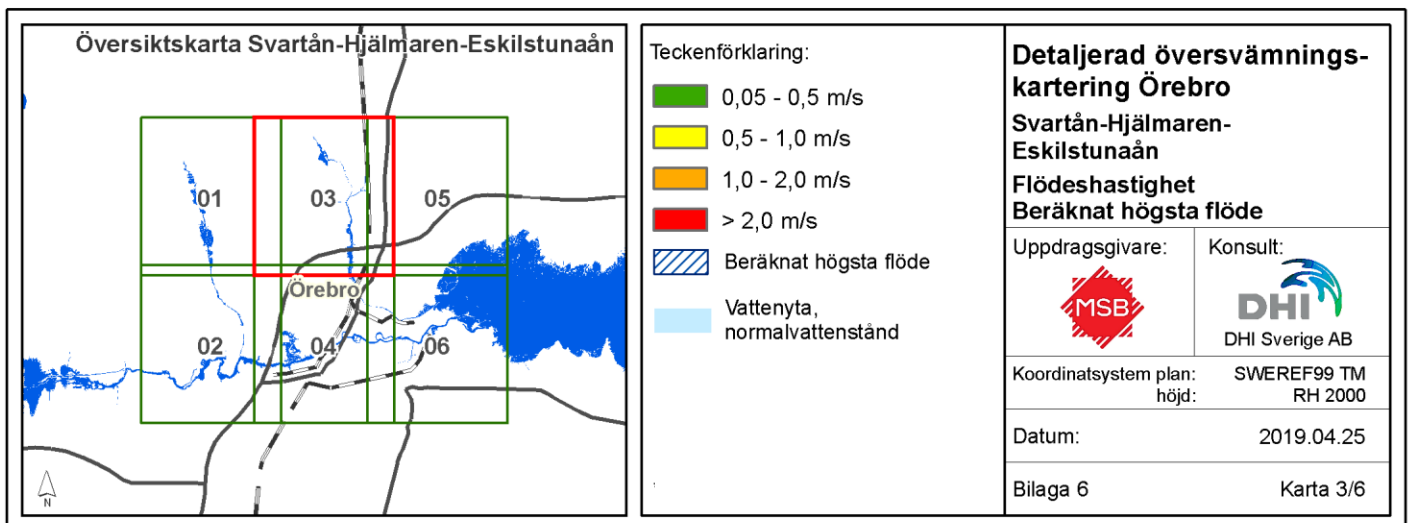 Översiktskarta Svartån-Hjälmaren-Eskilstunaån
01
03
05
Örebro
02
04
06
N
Teckenförklaring:
0,05 - 0,5 m/s
0,5 - 1,0 m/s
1,0 - 2,0 m/s
> 2,0 m/s
Beräknat högsta flöde
Vattenyta,
normalvattenstånd
Detaljerad översvämnings-
kartering Örebro
Svartån-Hjälmaren-
Eskilstunaån
Flödeshastighet
Beräknat högsta flöde
Uppdragsgivare:
MSB
Konsult:
DHI
DHI Sverige AB
Koordinatsystem plan: SWEREF99 TM
höjd: RH 2000
Datum: 2019.04.25
Bilaga 6 Karta 3/6